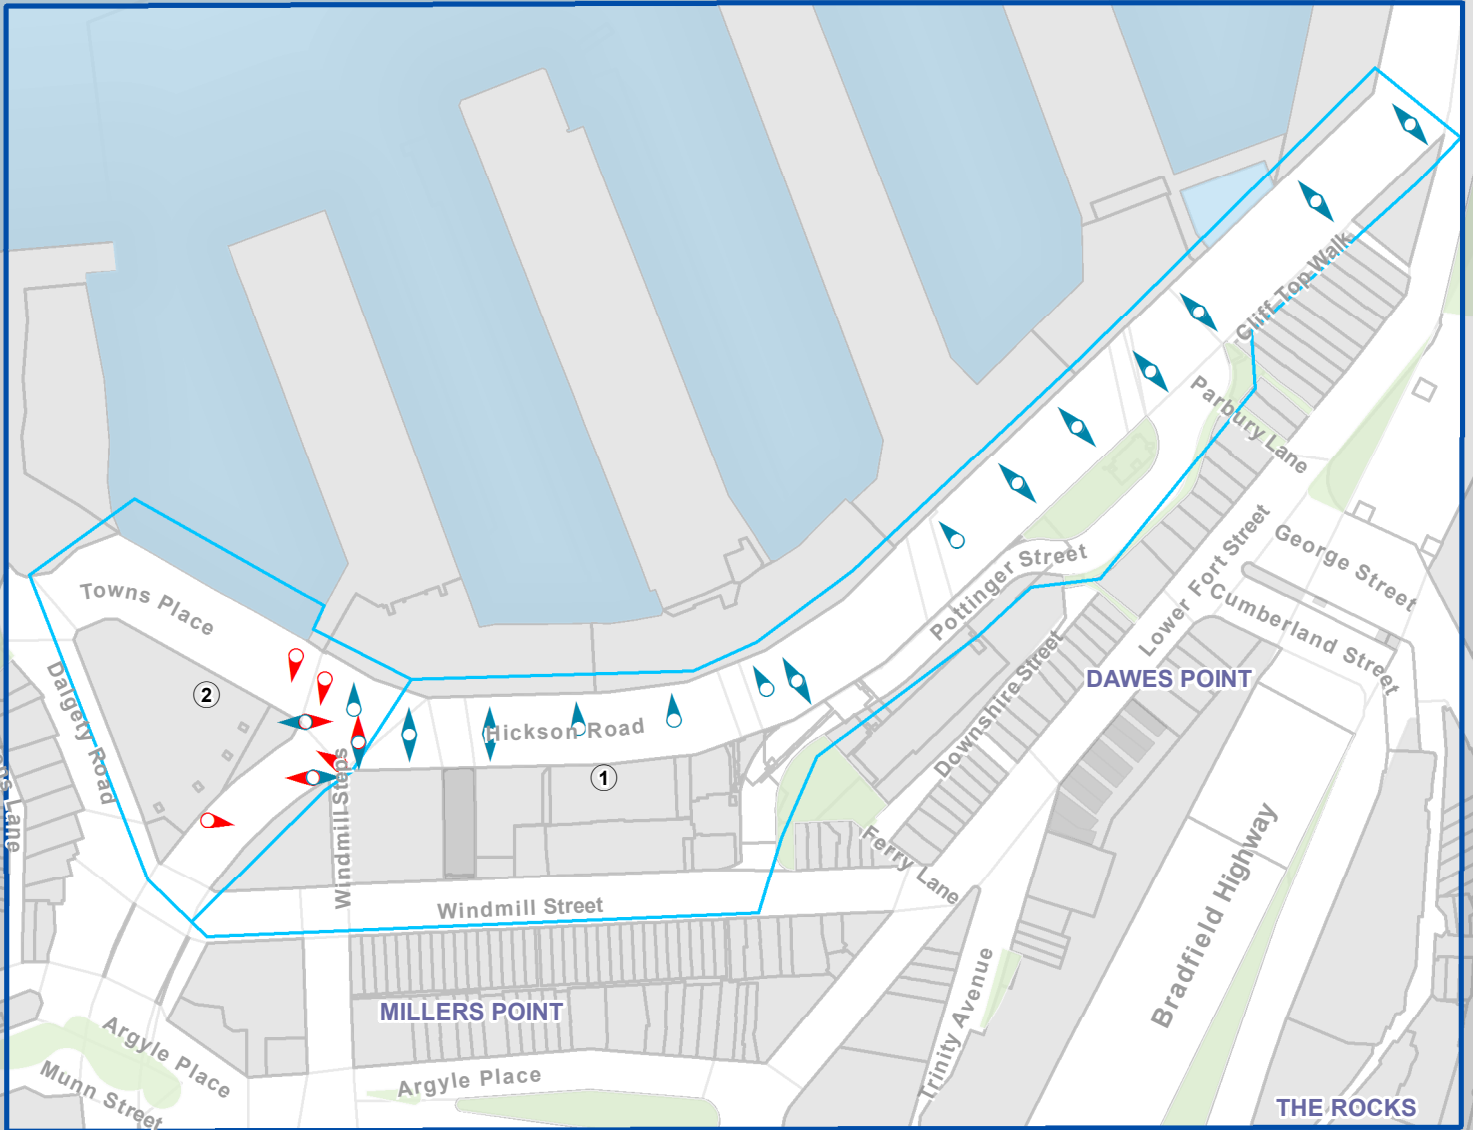 Cliff Top Walk
Parbury Lane
George Street
Lower Fort Street
Pottinger Street
Cumberland Street
Towns Place
Dalgety Road
2
DAWES POINT
Downshire Street
Hickson Road
1
Windmill Steps
Lane
Ferry Lane
Windmill Street
Bradfield Highway
MILLERS POINT
Trinity Avenue
Argyle Place
Argyle Place
Munn Street
THE ROCKS